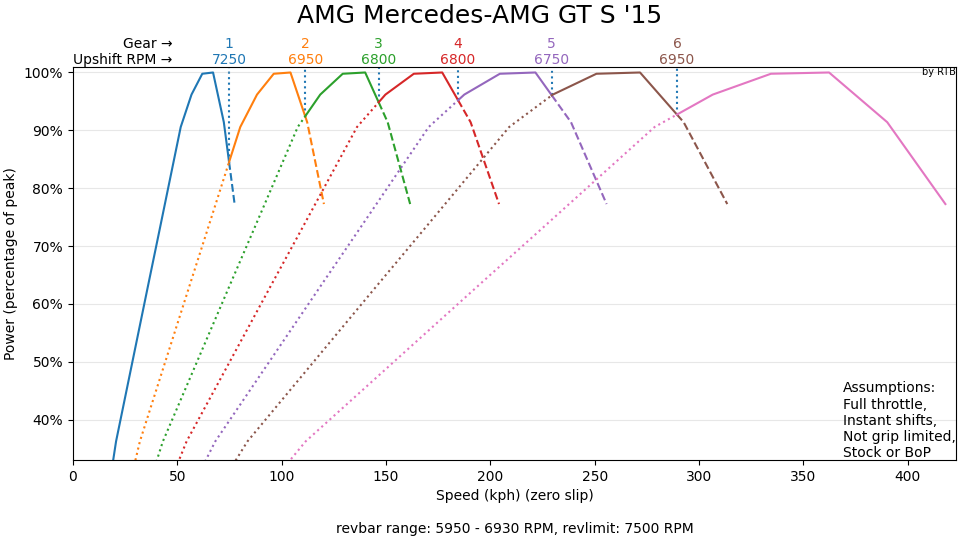 AMG Mercedes-AMG GT S '15
Gear → 1 2 3 4 5 6
Upshift RPM → 7250 6950 6800 6800 6750 6950
by RTB
100%
90%
80%
70%
60%
50%
40%
Power (percentage of peak)
Assumptions:
Full throttle,
Instant shifts,
Not grip limited,
Stock or BoP
0 50 100 150 200 250 300 350 400
Speed (kph) (zero slip)
revbar range: 5950 - 6930 RPM, revlimit: 7500 RPM